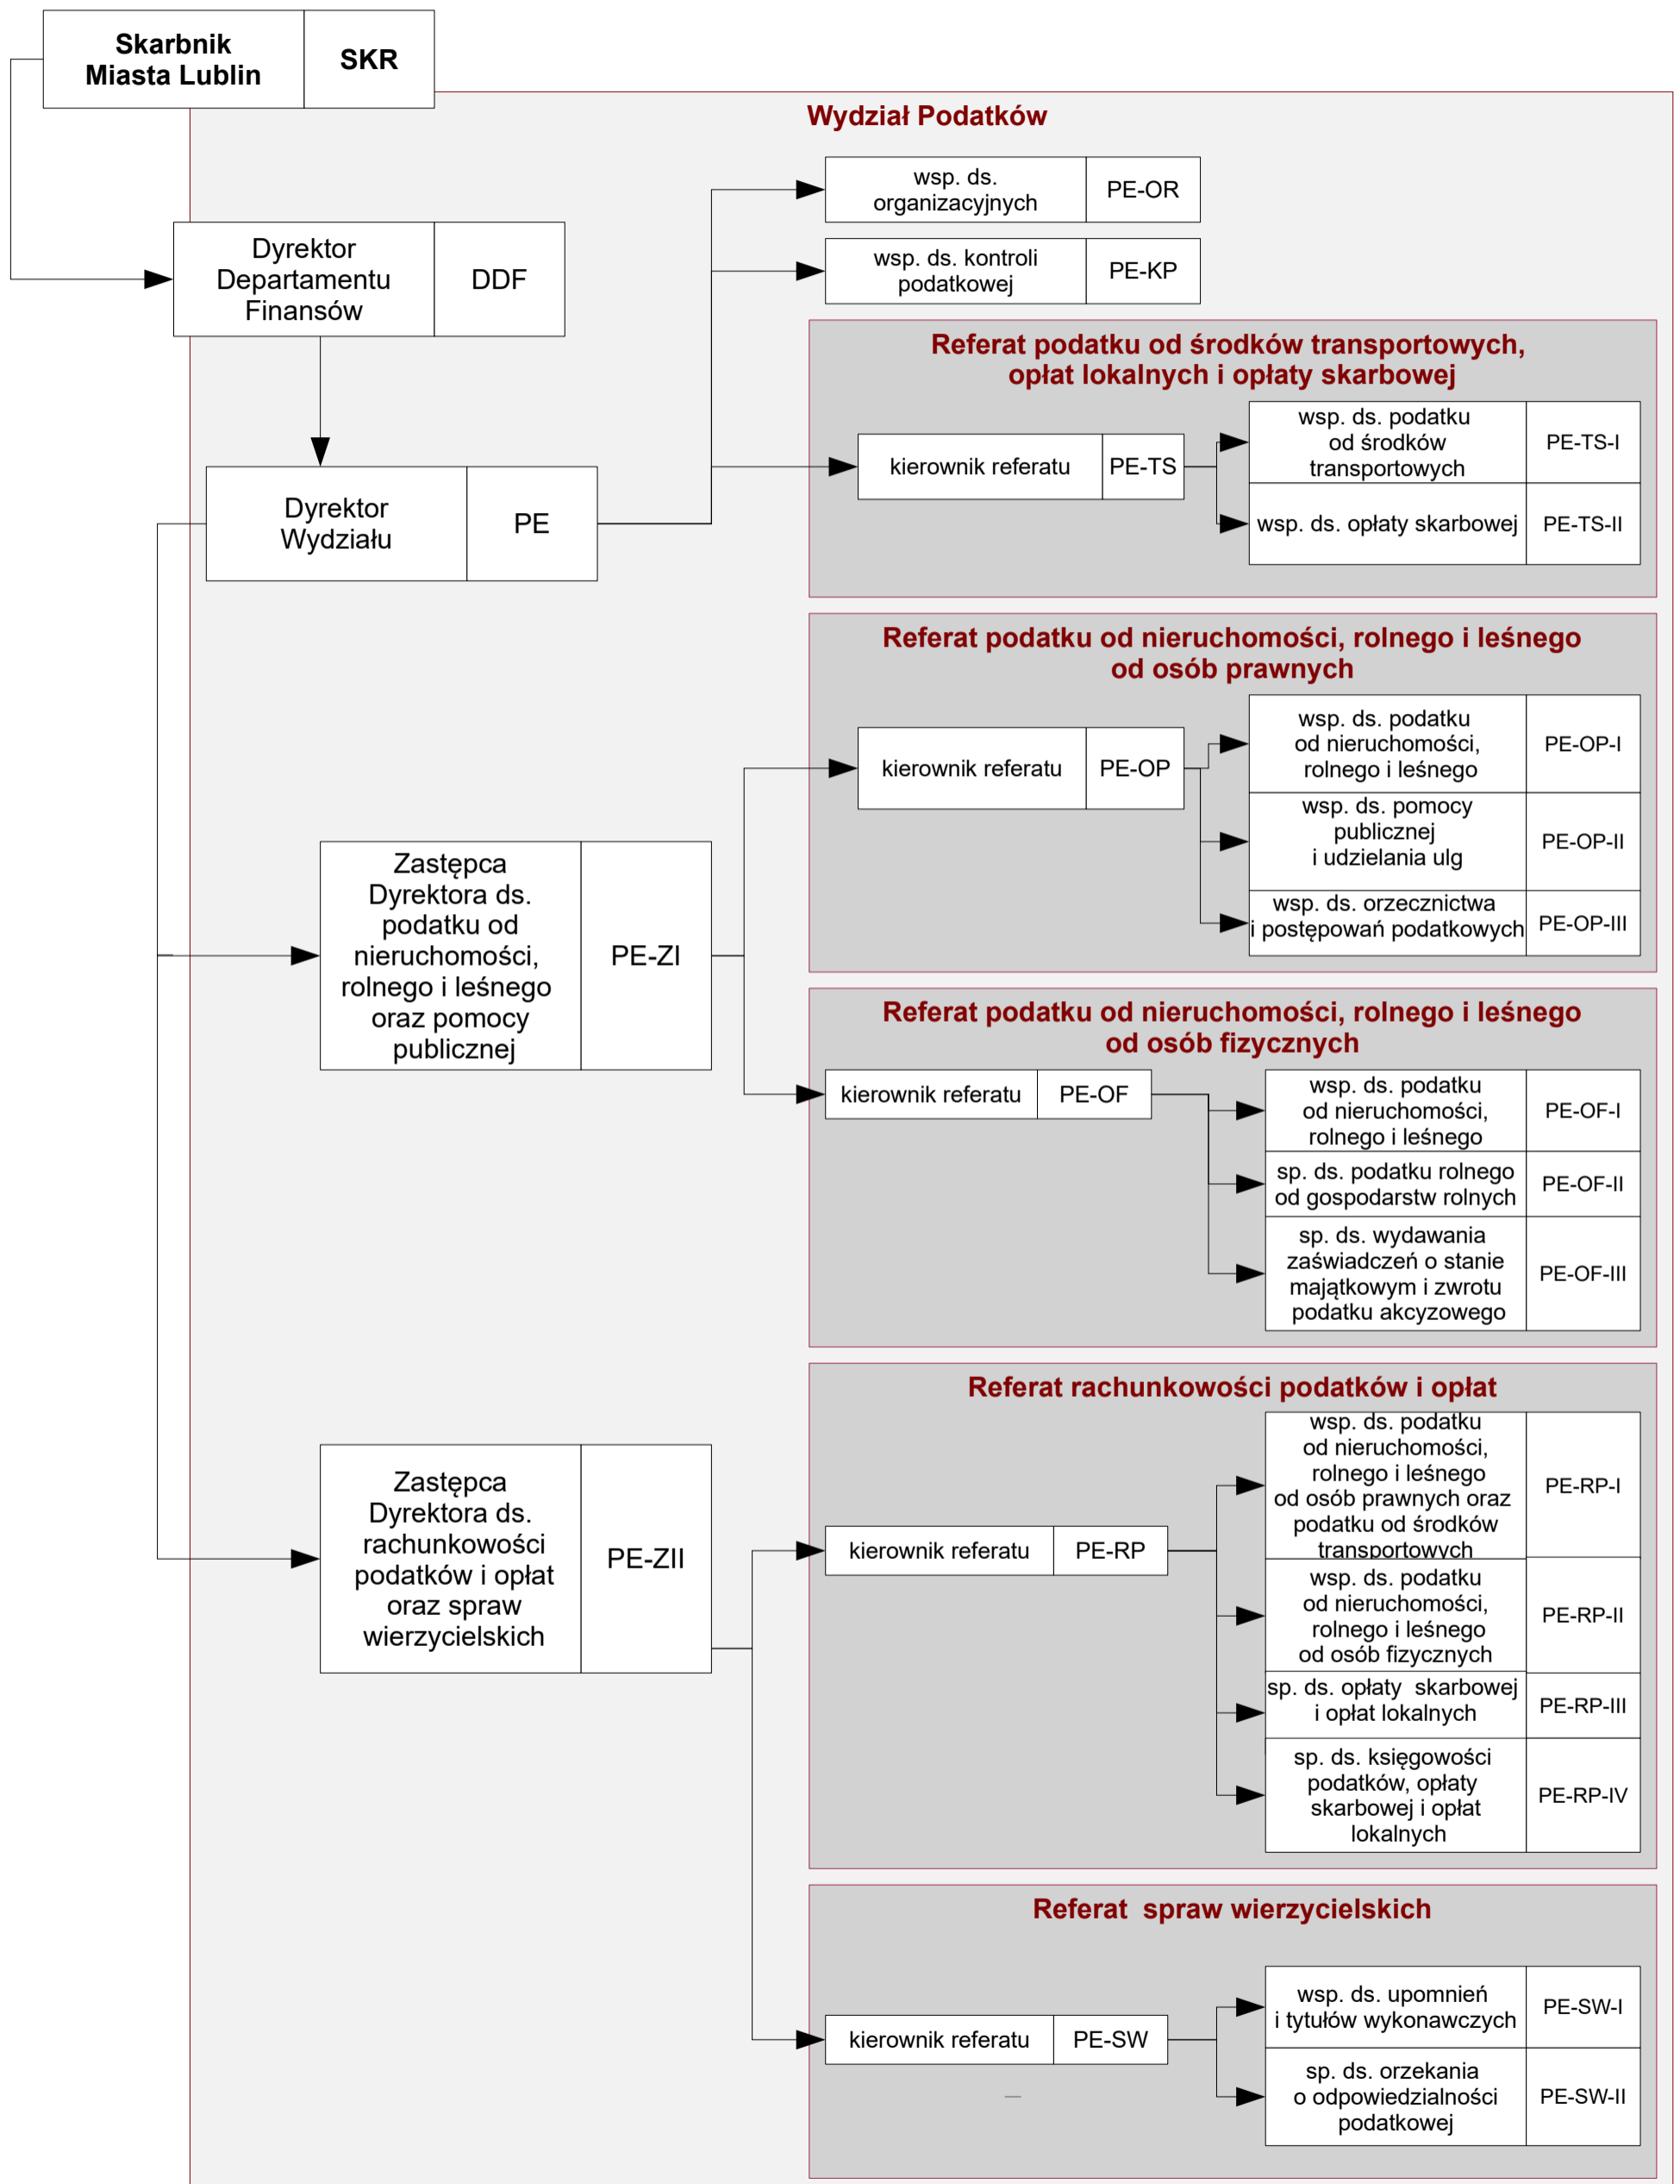 Skarbnik
Miasta Lublin
SKR
Wydział Podatków
wsp. ds.
organizacyjnych
PE-OR
wsp. ds. kontroli
podatkowej
PE-KP
Dyrektor
Departamentu
Finansów
DDF
Referat podatku od środków transportowych,
opłat lokalnych i opłaty skarbowej
kierownik referatu
PE-TS
wsp. ds. podatku
od środków
transportowych
PE-TS-I
wsp. ds. opłaty skarbowej
PE-TS-II
Dyrektor
Wydziału
PE
Referat podatku od nieruchomości, rolnego i leśnego
od osób prawnych
kierownik referatu
PE-OP
wsp. ds. podatku
od nieruchomości,
rolnego i leśnego
PE-OP-I
wsp. ds. pomocy
publicznej
i udzielania ulg
PE-OP-II
wsp. ds. orzecznictwa
i postępowań podatkowych
PE-OP-III
Zastępca
Dyrektora ds.
podatku od
nieruchomości,
rolnego i leśnego
oraz pomocy
publicznej
PE-ZI
Referat podatku od nieruchomości, rolnego i leśnego
od osób fizycznych
kierownik referatu
PE-OF
wsp. ds. podatku
od nieruchomości,
rolnego i leśnego
PE-OF-I
sp. ds. podatku rolnego
od gospodarstw rolnych
PE-OF-II
sp. ds. wydawania
zaświadczeń o stanie
majątkowym i zwrotu
podatku akcyzowego
PE-OF-III
Referat rachunkowości podatków i opłat
wsp. ds. podatku
od nieruchomości,
rolnego i leśnego
od osób prawnych oraz
podatku od środków
transportowych
PE-RP-I
Zastępca
Dyrektora ds.
rachunkowości
podatków i opłat
oraz spraw
wierzycielskich
PE-ZII
kierownik referatu
PE-RP
wsp. ds. podatku
od nieruchomości,
rolnego i leśnego
od osób fizycznych
PE-RP-II
sp. ds. opłaty  skarbowej
i opłat lokalnych
PE-RP-III
sp. ds. księgowości
podatków, opłaty
skarbowej i opłat
lokalnych
PE-RP-IV
Referat  spraw wierzycielskich
kierownik referatu
PE-SW
wsp. ds. upomnień
i tytułów wykonawczych
PE-SW-I
sp. ds. orzekania
o odpowiedzialności
podatkowej
PE-SW-II